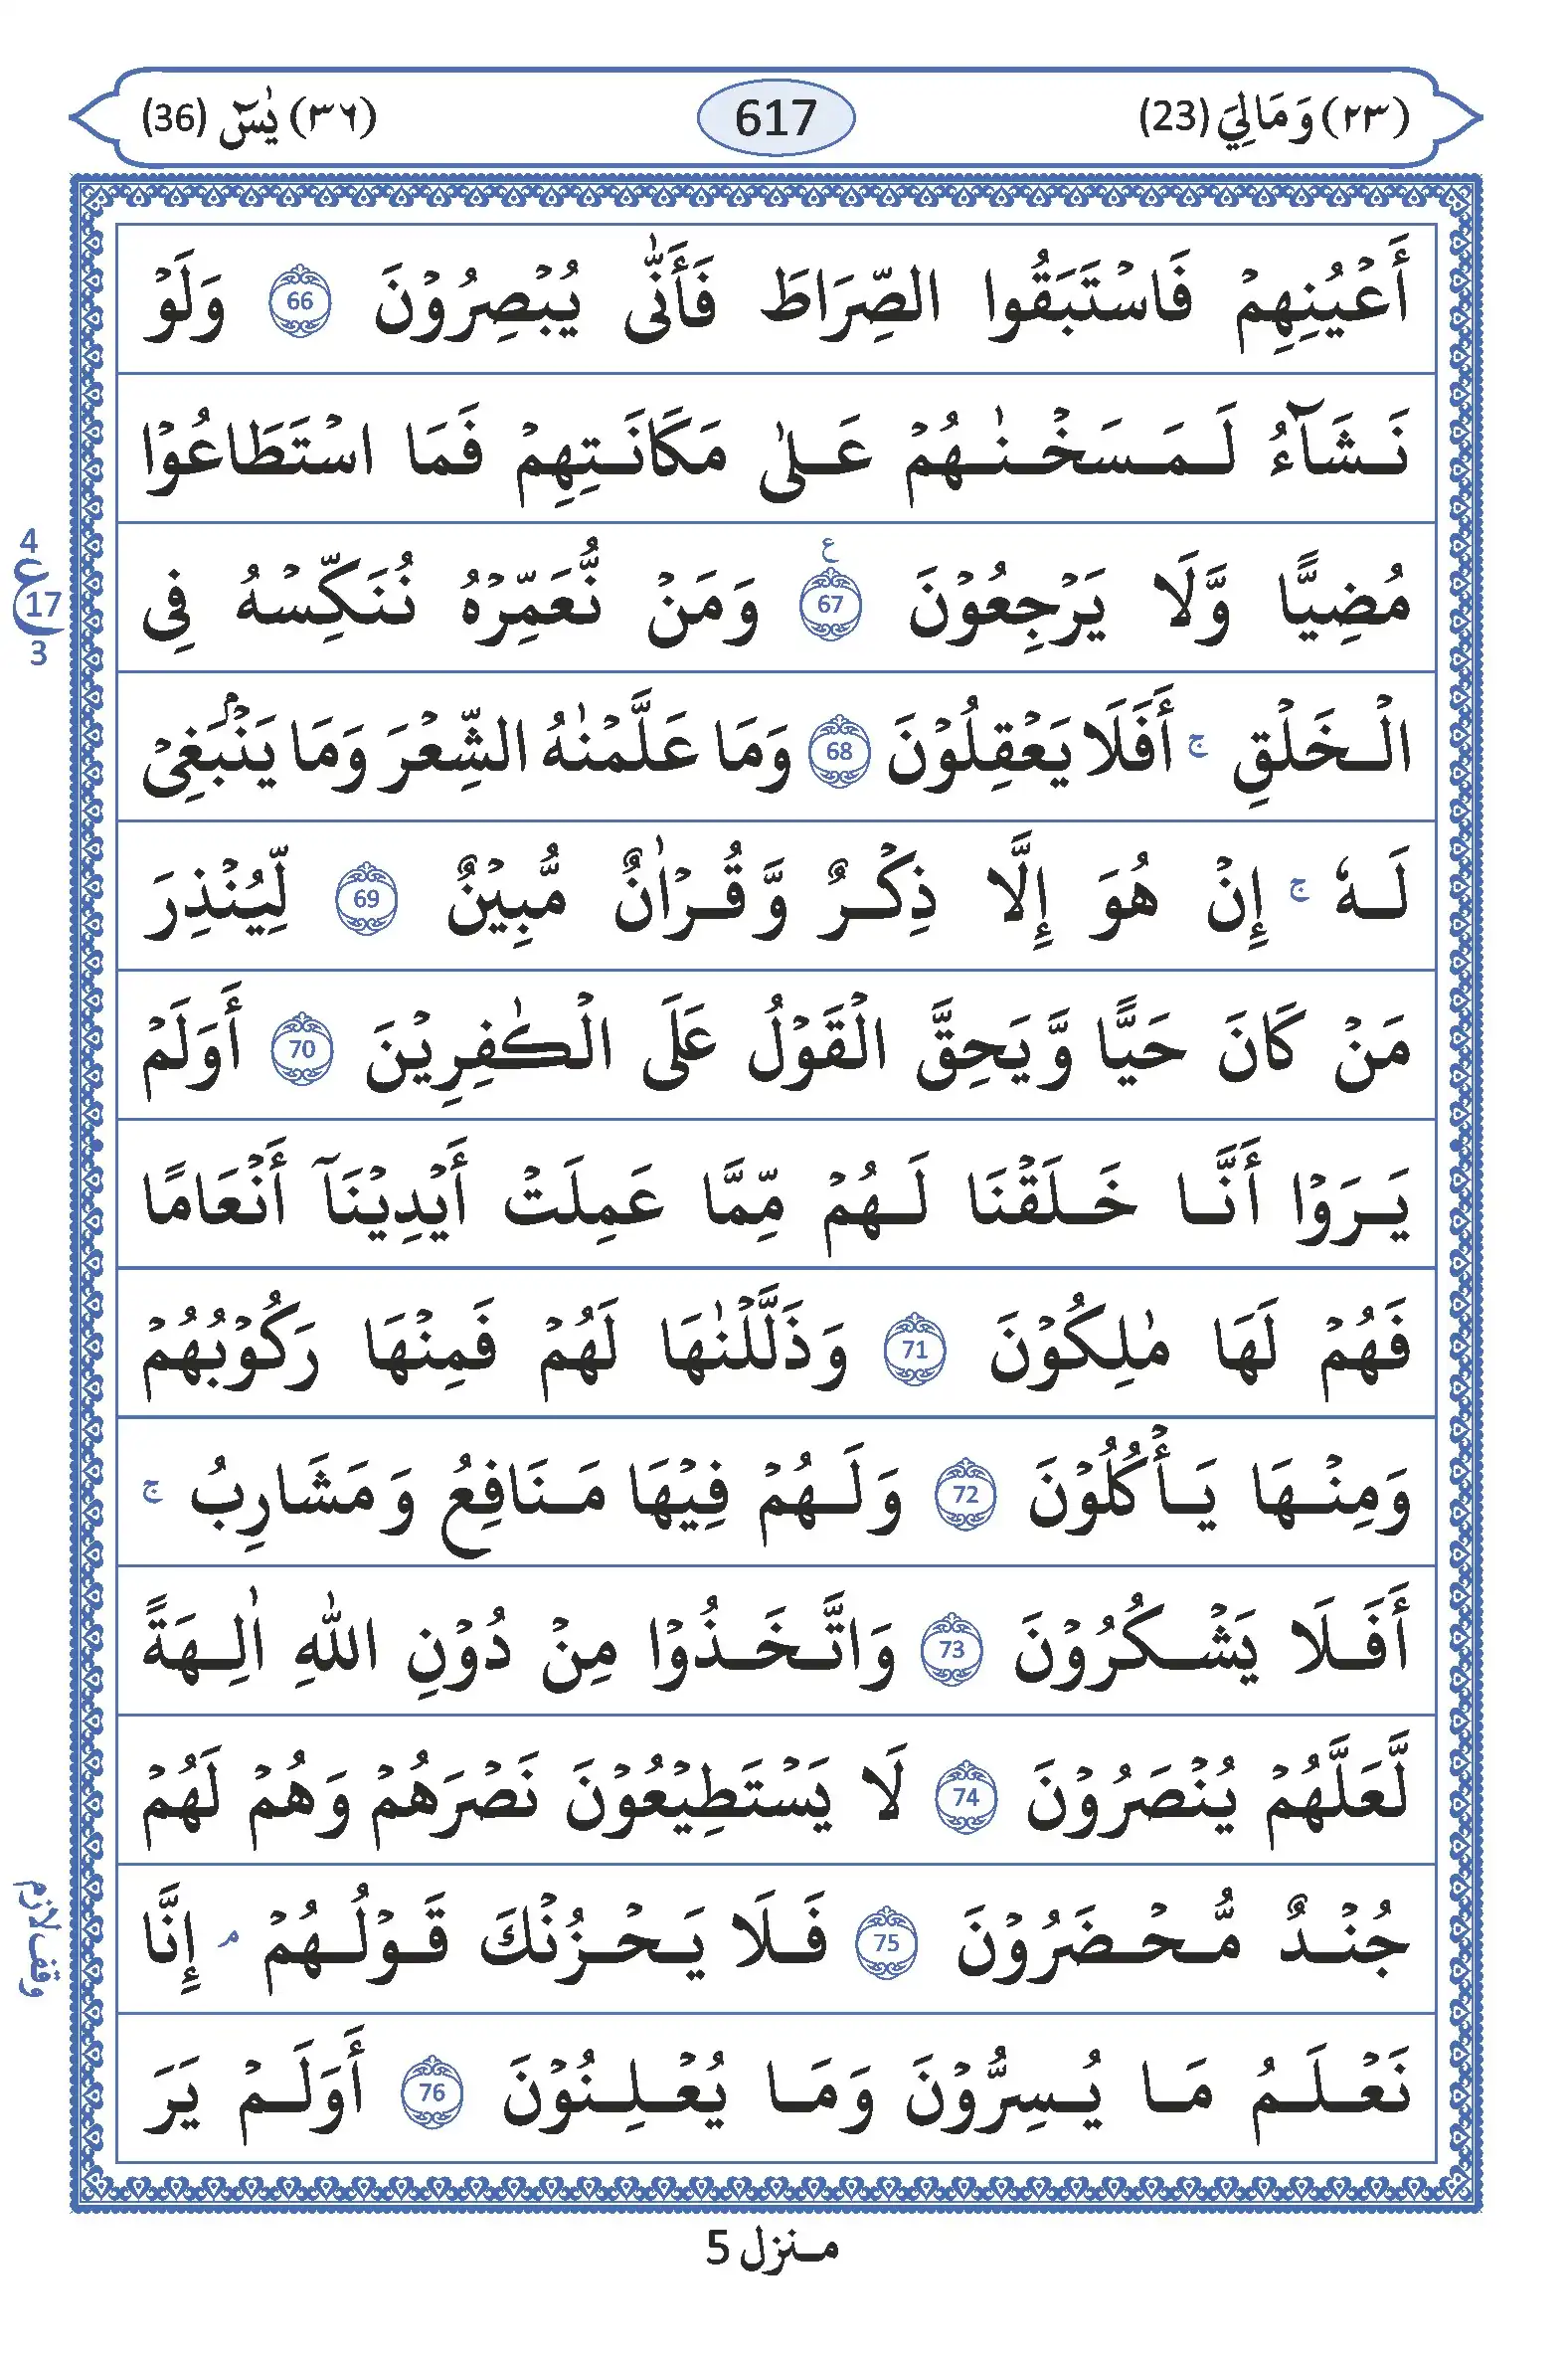 (٢٣) وَمَالِيَ (23) 617 (٣٦) يٰسٓ (36)
أَعْيُنِهِمْ فَاسْتَبَقُوا الصِّرَاطَ فَأَنّٰى يُبْصِرُوْنَ 66 وَلَوْ
نَشَآءُ لَمَسَخْنٰهُمْ عَلٰى مَكَانَتِهِمْ فَمَا اسْتَطَاعُوْا
مُضِيًّا وَّلَا يَرْجِعُوْنَ ع 67 وَمَنْ نُّعَمِّرْهُ نُنَكِّسْهُ فِى
4
ع 17
3
الْخَلْقِ ج أَفَلَا يَعْقِلُوْنَ 68 وَمَا عَلَّمْنٰهُ الشِّعْرَ وَمَا يَنْۢبَغِىْ
لَهٗ ج إِنْ هُوَ إِلَّا ذِكْرٌ وَّقُرْاٰنٌ مُّبِيْنٌ 69 لِّيُنْذِرَ
مَنْ كَانَ حَيًّا وَّيَحِقَّ الْقَوْلُ عَلَى الْكٰفِرِيْنَ 70 أَوَلَمْ
يَرَوْا أَنَّا خَلَقْنَا لَهُمْ مِّمَّا عَمِلَتْ أَيْدِيْنَآ أَنْعَامًا
فَهُمْ لَهَا مٰلِكُوْنَ 71 وَذَلَّلْنٰهَا لَهُمْ فَمِنْهَا رَكُوْبُهُمْ
وَمِنْهَا يَأْكُلُوْنَ 72 وَلَهُمْ فِيْهَا مَنَافِعُ وَمَشَارِبُ ج
أَفَلَا يَشْكُرُوْنَ 73 وَاتَّخَذُوْا مِنْ دُوْنِ اللّٰهِ اٰلِهَةً
لَّعَلَّهُمْ يُنْصَرُوْنَ 74 لَا يَسْتَطِيْعُوْنَ نَصْرَهُمْ وَهُمْ لَهُمْ
جُنْدٌ مُّحْضَرُوْنَ 75 فَلَا يَحْزُنْكَ قَوْلُهُمْ م إِنَّا
وقف لازم
نَعْلَمُ مَا يُسِرُّوْنَ وَمَا يُعْلِنُوْنَ 76 أَوَلَمْ يَرَ
منزل 5